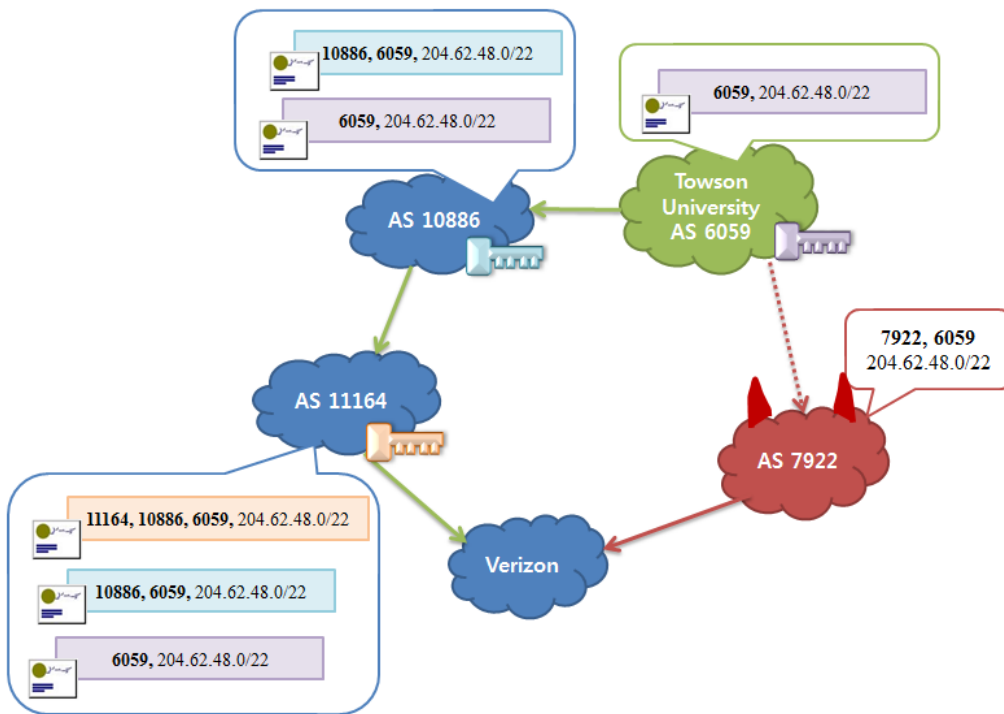 10886, 6059, 204.62.48.0/22
6059, 204.62.48.0/22
6059, 204.62.48.0/22
Towson
University
AS 6059
AS 10886
7922, 6059
204.62.48.0/22
AS 11164
AS 7922
11164, 10886, 6059, 204.62.48.0/22
10886, 6059, 204.62.48.0/22
6059, 204.62.48.0/22
Verizon